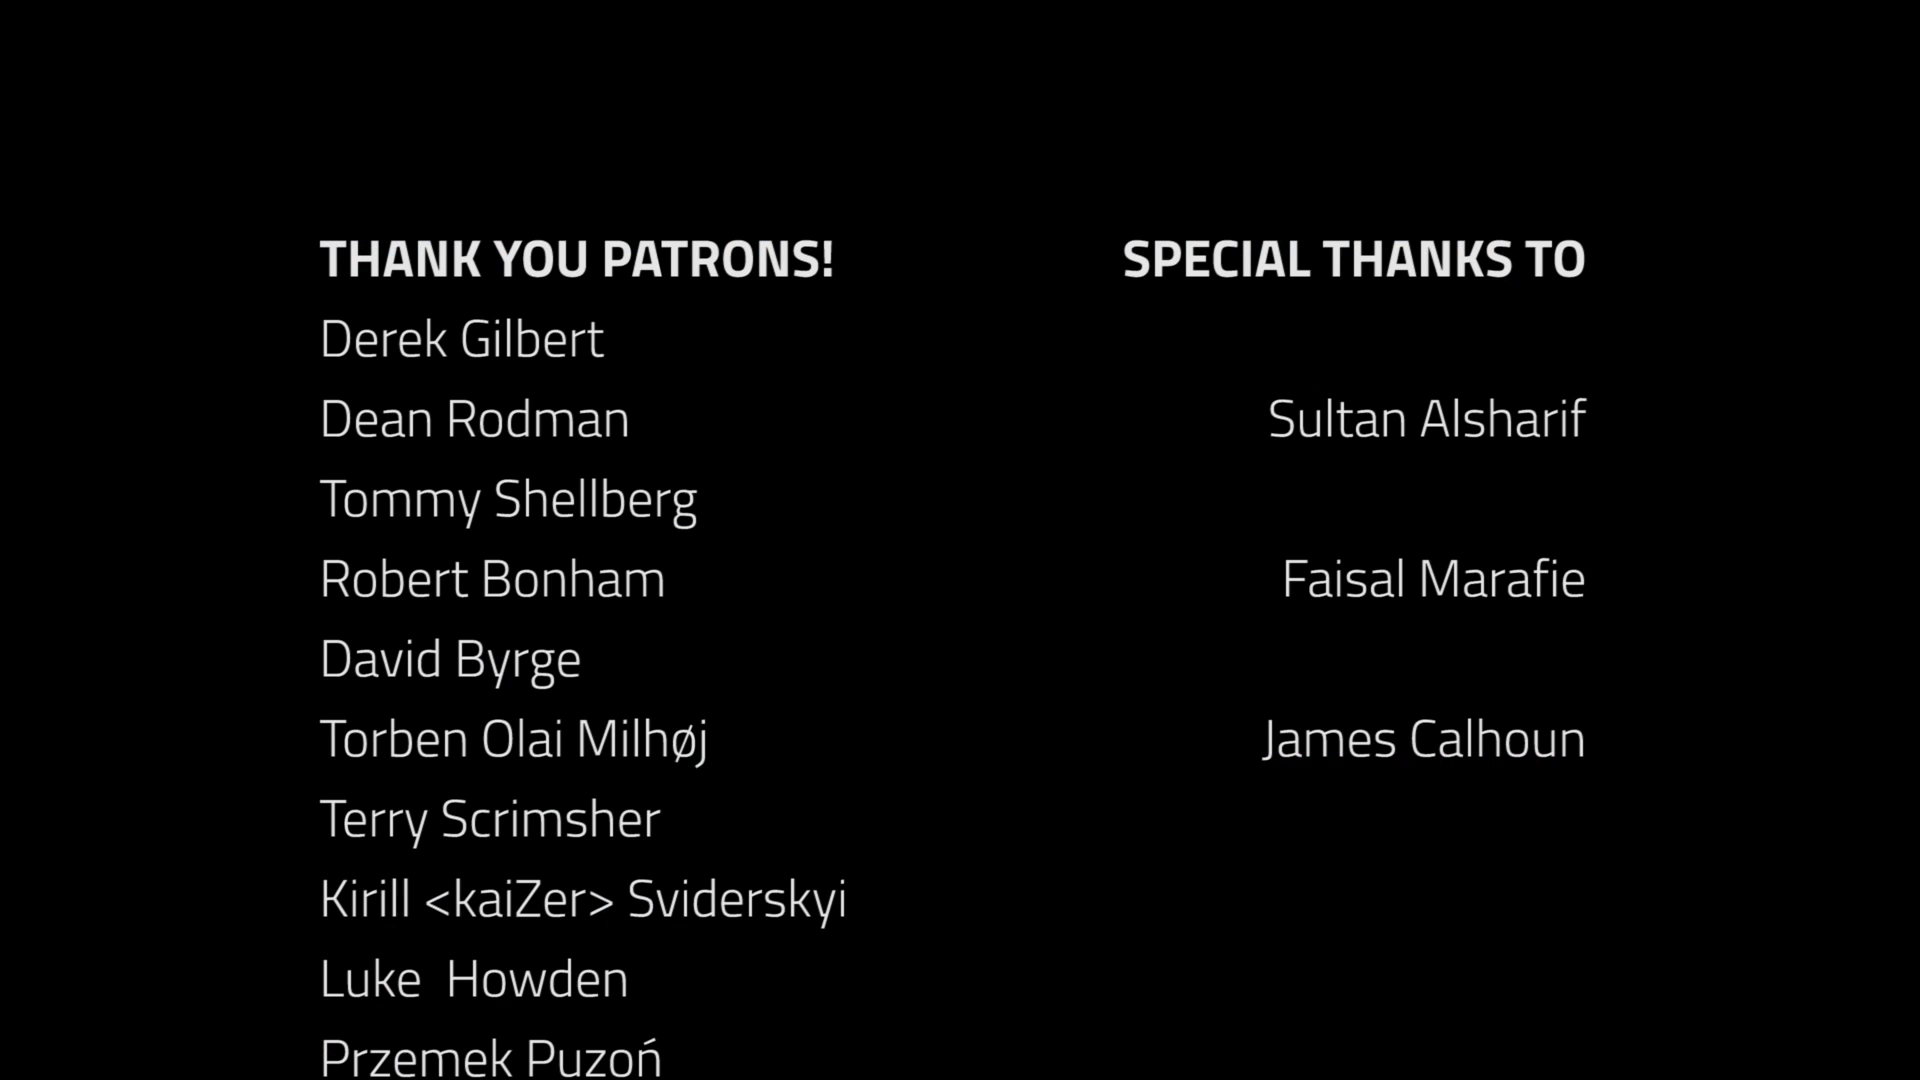 THANK YOU PATRONS!
Derek Gilbert
Dean Rodman
Tommy Shellberg
Robert Bonham
David Byrge
Torben Olai Milhøj
Terry Scrimsher
Kirill <kaiZer> Sviderskyi
Luke  Howden
Przemek Puzoń
SPECIAL THANKS TO
Sultan Alsharif
Faisal Marafie
James Calhoun